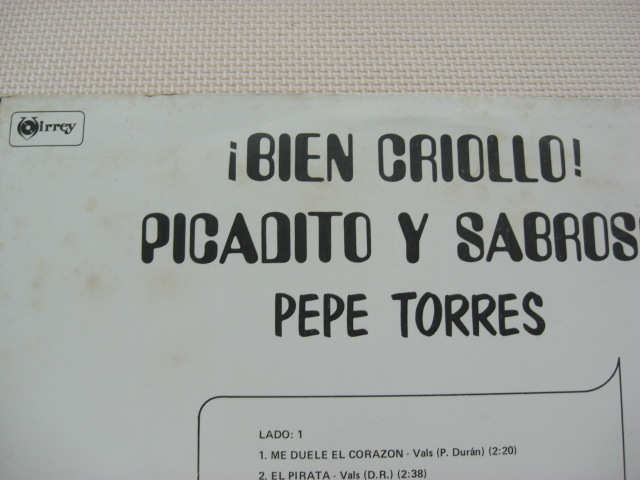 Virrey
¡BIEN CRIOLLO!
PICADITO Y SABROS
PEPE TORRES
LADO: 1
1. ME DUELE EL CORAZON - Vals (P. Durán) (2:20)
2. EL PIRATA - Vals (D.R.) (2:38)